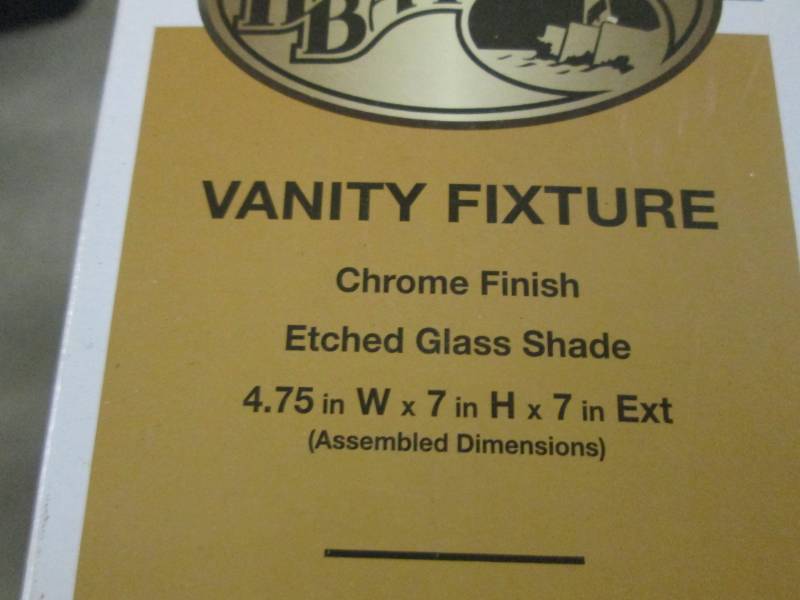 VANITY FIXTURE
Chrome Finish
Etched Glass Shade
4.75 in W x 7 in H x 7 in Ext
(Assembled Dimensions)